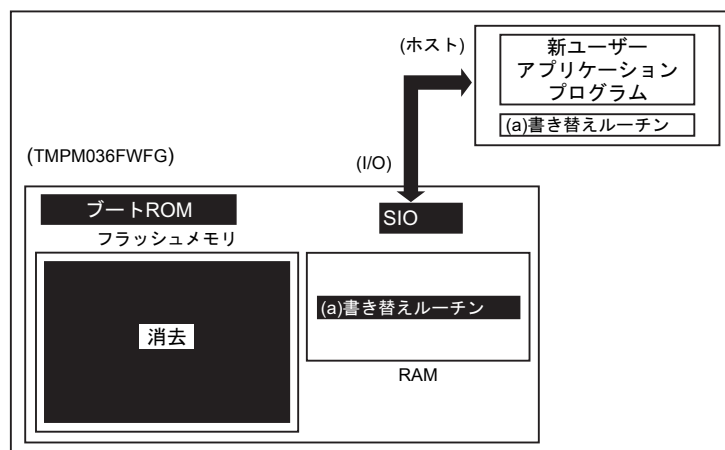 (ホスト)
新ユーザー
アプリケーション
プログラム
(a)書き替えルーチン
(TMPM036FWFG)
(I/O)
ブートROM
SIO
フラッシュメモリ
消去
(a)書き替えルーチン
RAM